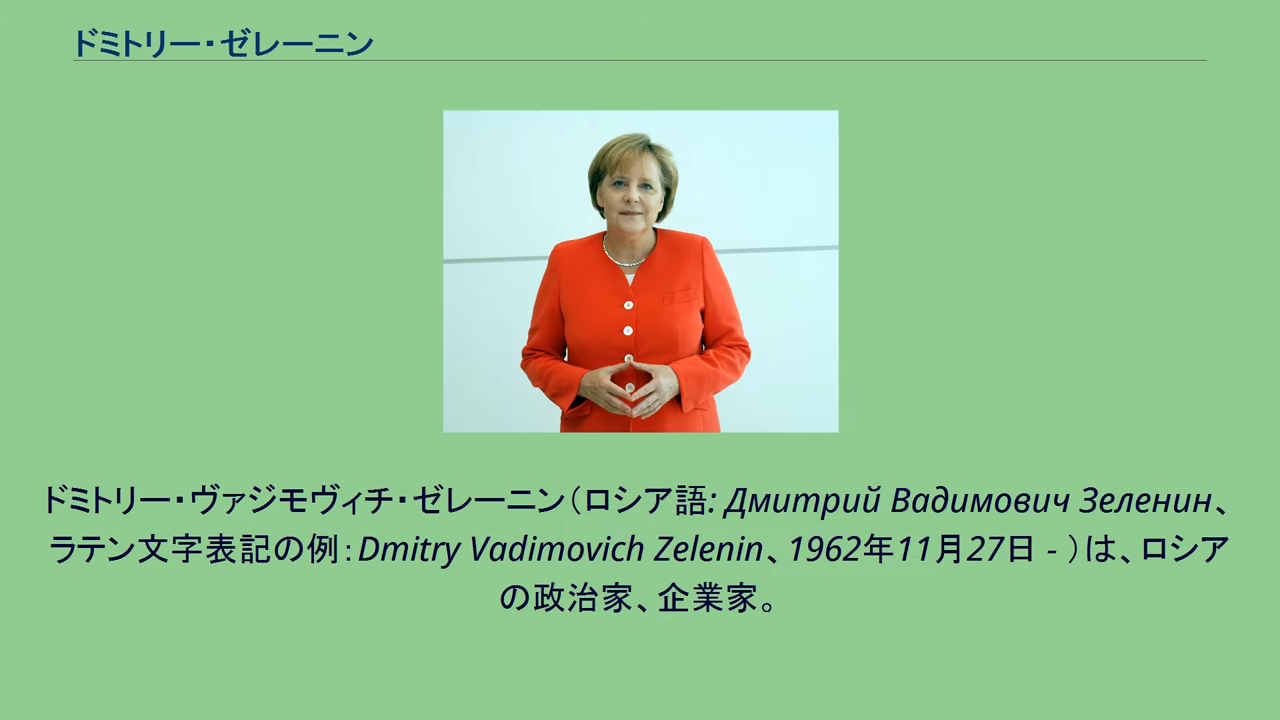 ドミトリー・ゼレーニン
ドミトリー・ヴァジモヴィチ・ゼレーニン（ロシア語: Дмитрий Вадимович Зеленин、
ラテン文字表記の例：Dmitry Vadimovich Zelenin、1962年11月27日 - ）は、ロシア
の政治家、企業家。